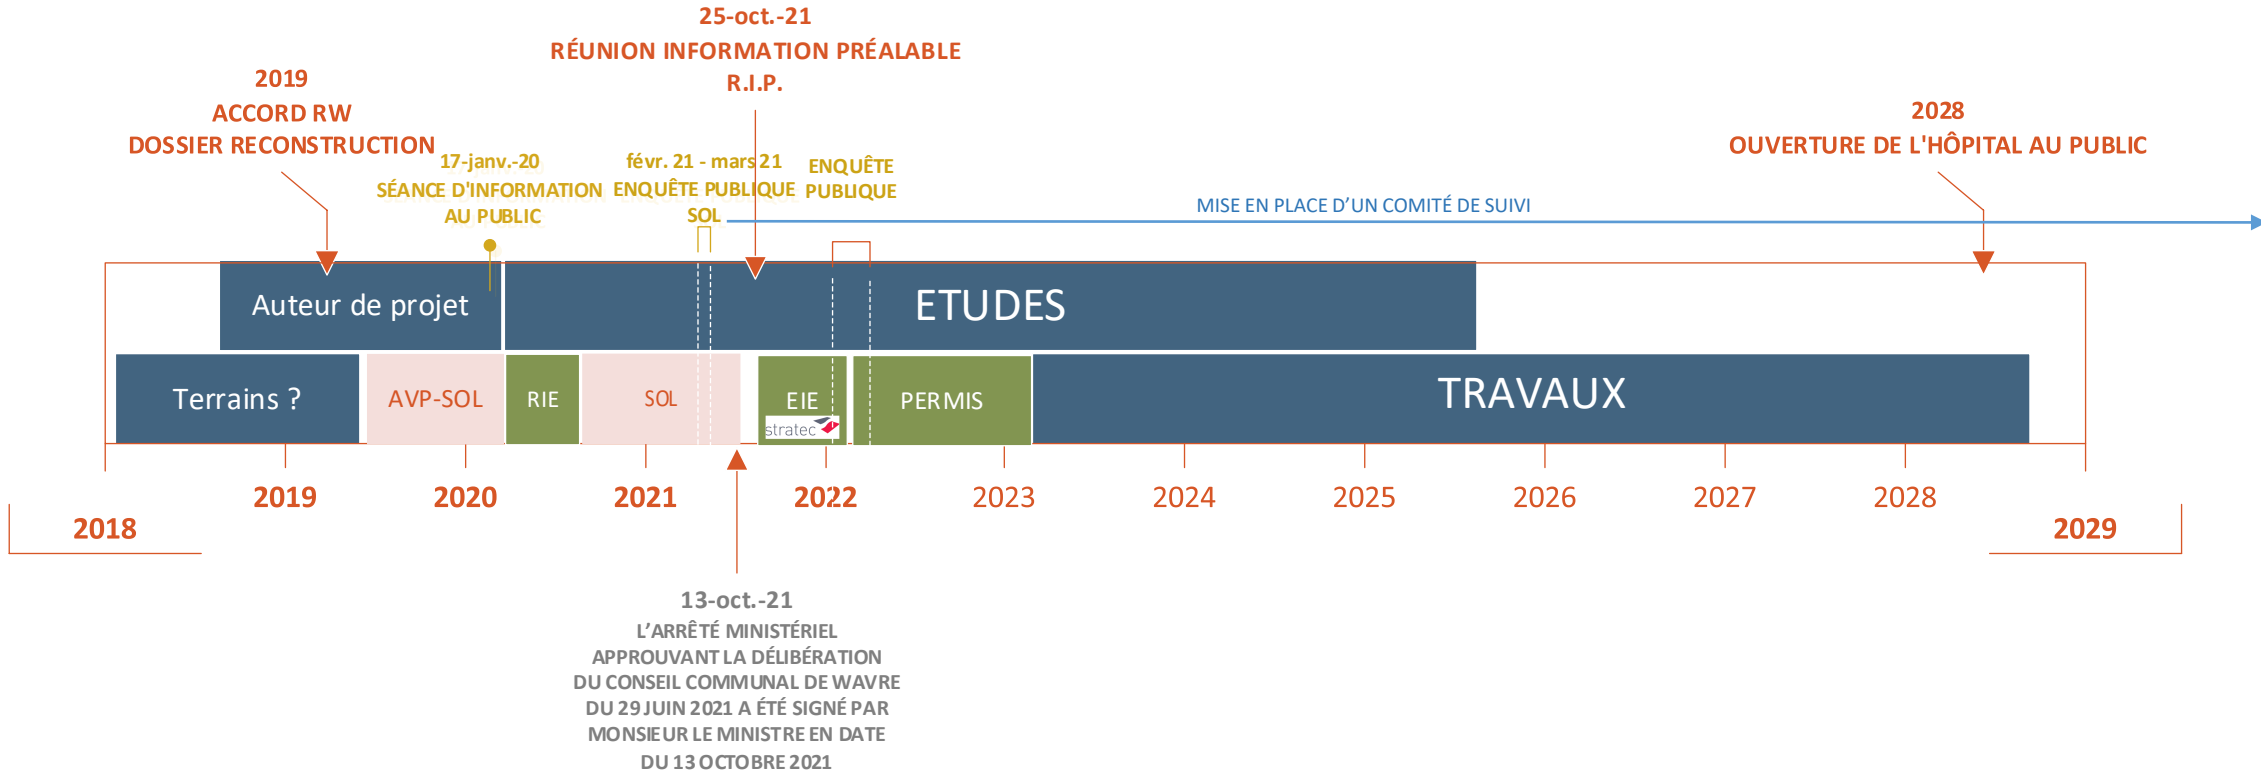 25-oct.-21
RÉUNION INFORMATION PRÉALABLE
R.I.P.
2019
ACCORD RW
DOSSIER RECONSTRUCTION
17-janv.-20
SÉANCE D'INFORMATION
AU PUBLIC
févr. 21 - mars 21
ENQUÊTE PUBLIQUE
SOL
ENQUÊTE
PUBLIQUE
2028
OUVERTURE DE L'HÔPITAL AU PUBLIC
MISE EN PLACE D’UN COMITÉ DE SUIVI
Auteur de projet
ETUDES
Terrains ?
AVP-SOL
RIE
SOL
EIE
stratec
PERMIS
TRAVAUX
2018
2019
2020
2021
2022
2023
2024
2025
2026
2027
2028
2029
13-oct.-21
L’ARRÊTÉ MINISTÉRIEL
APPROUVANT LA DÉLIBÉRATION
DU CONSEIL COMMUNAL DE WAVRE
DU 29 JUIN 2021 A ÉTÉ SIGNÉ PAR
MONSIEUR LE MINISTRE EN DATE
DU 13 OCTOBRE 2021